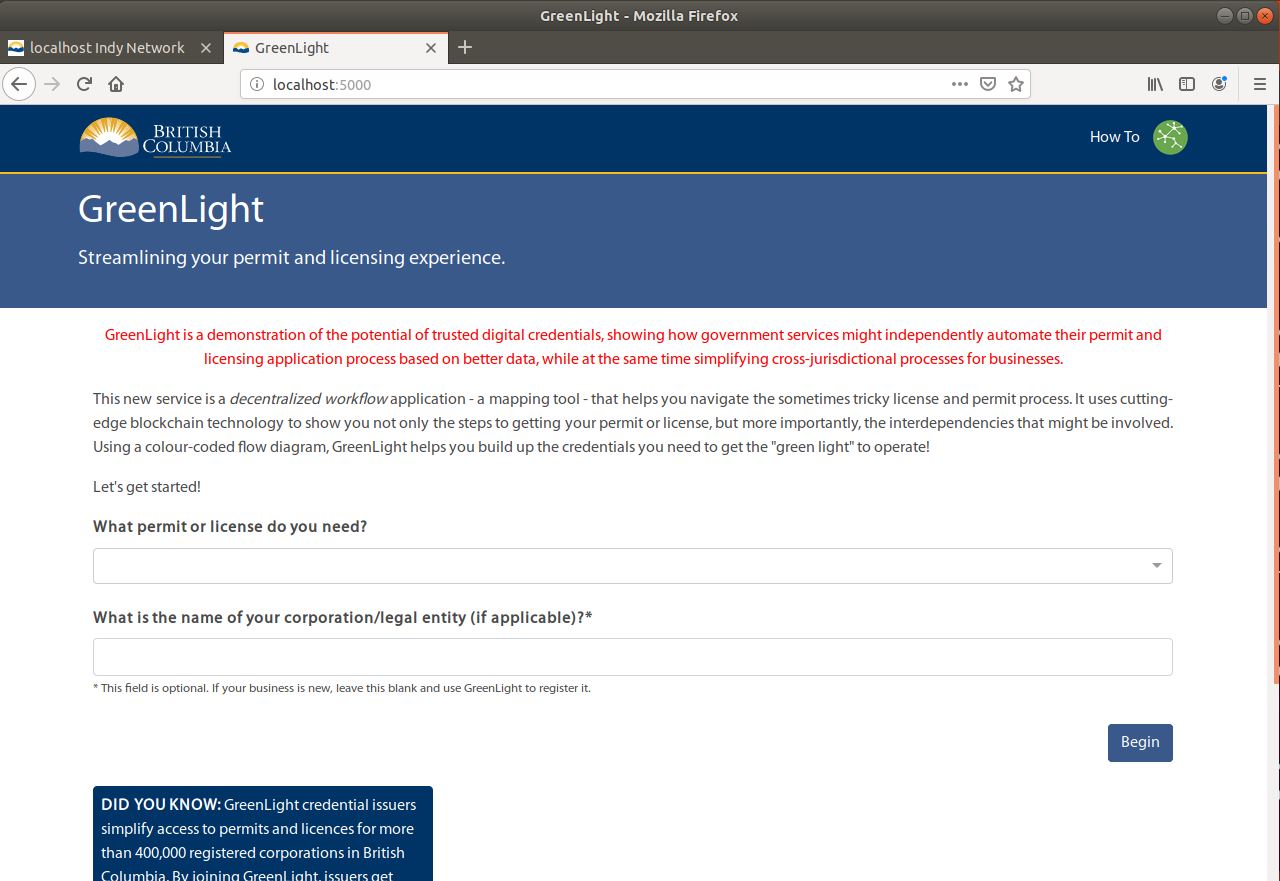 GreenLight - Mozilla Firefox
localhost Indy Network
GreenLight
localhost:5000
BRITISH
COLUMBIA
How To
GreenLight
Streamlining your permit and licensing experience.
GreenLight is a demonstration of the potential of trusted digital credentials, showing how government services might independently automate their permit and
licensing application process based on better data, while at the same time simplifying cross-jurisdictional processes for businesses.
This new service is a decentralized workflow application - a mapping tool - that helps you navigate the sometimes tricky license and permit process. It uses cutting-
edge blockchain technology to show you not only the steps to getting your permit or license, but more importantly, the interdependencies that might be involved.
Using a colour-coded flow diagram, GreenLight helps you build up the credentials you need to get the "green light" to operate!
Let's get started!
What permit or license do you need?
What is the name of your corporation/legal entity (if applicable)?*
* This field is optional. If your business is new, leave this blank and use GreenLight to register it.
Begin
DID YOU KNOW: GreenLight credential issuers
simplify access to permits and licences for more
than 400,000 registered corporations in British
Columbia. By joining GreenLight, issuers get